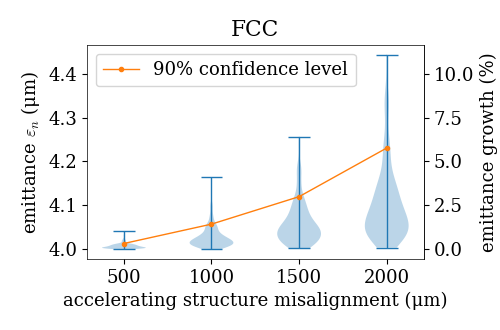 FCC
90% confidence level
emittance εₙ (μm)
4.4
4.3
4.2
4.1
4.0
10.0
7.5
5.0
2.5
0.0
emittance growth (%)
500 1000 1500 2000
accelerating structure misalignment (μm)